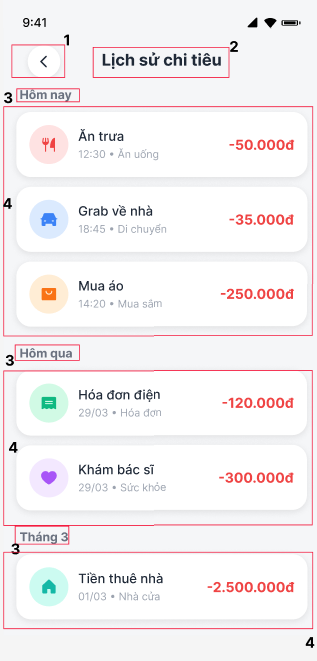 9:41
1
Lịch sử chi tiêu
2
3
Hôm nay
Ăn trưa
12:30 • Ăn uống
-50.000đ
4
Grab về nhà
18:45 • Di chuyển
-35.000đ
Mua áo
14:20 • Mua sắm
-250.000đ
3
Hôm qua
Hóa đơn điện
29/03 • Hóa đơn
-120.000đ
4
Khám bác sĩ
29/03 • Sức khỏe
-300.000đ
Tháng 3
3
Tiền thuê nhà
01/03 • Nhà cửa
-2.500.000đ
4